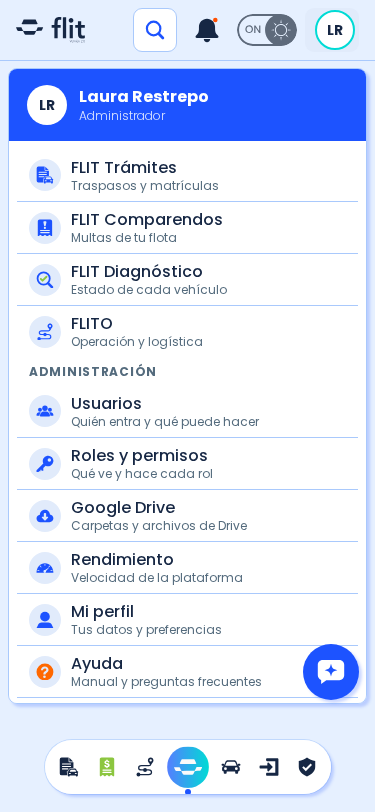 flit
ON
LR
LR
Laura Restrepo
Administrador
FLIT Trámites
Traspasos y matrículas
FLIT Comparendos
Multas de tu flota
FLIT Diagnóstico
Estado de cada vehículo
FLITO
Operación y logística
ADMINISTRACIÓN
Usuarios
Quién entra y qué puede hacer
Roles y permisos
Qué ve y hace cada rol
Google Drive
Carpetas y archivos de Drive
Rendimiento
Velocidad de la plataforma
Mi perfil
Tus datos y preferencias
Ayuda
Manual y preguntas frecuentes